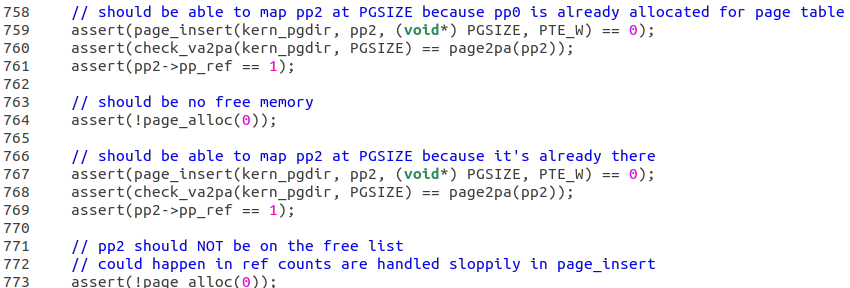 758     // should be able to map pp2 at PGSIZE because pp0 is already allocated for page table
759     assert(page_insert(kern_pgdir, pp2, (void*) PGSIZE, PTE_W) == 0);
760     assert(check_va2pa(kern_pgdir, PGSIZE) == page2pa(pp2));
761     assert(pp2->pp_ref == 1);
762
763     // should be no free memory
764     assert(!page_alloc(0));
765
766     // should be able to map pp2 at PGSIZE because it's already there
767     assert(page_insert(kern_pgdir, pp2, (void*) PGSIZE, PTE_W) == 0);
768     assert(check_va2pa(kern_pgdir, PGSIZE) == page2pa(pp2));
769     assert(pp2->pp_ref == 1);
770
771     // pp2 should NOT be on the free list
772     // could happen in ref counts are handled sloppily in page_insert
773     assert(!page_alloc(0));